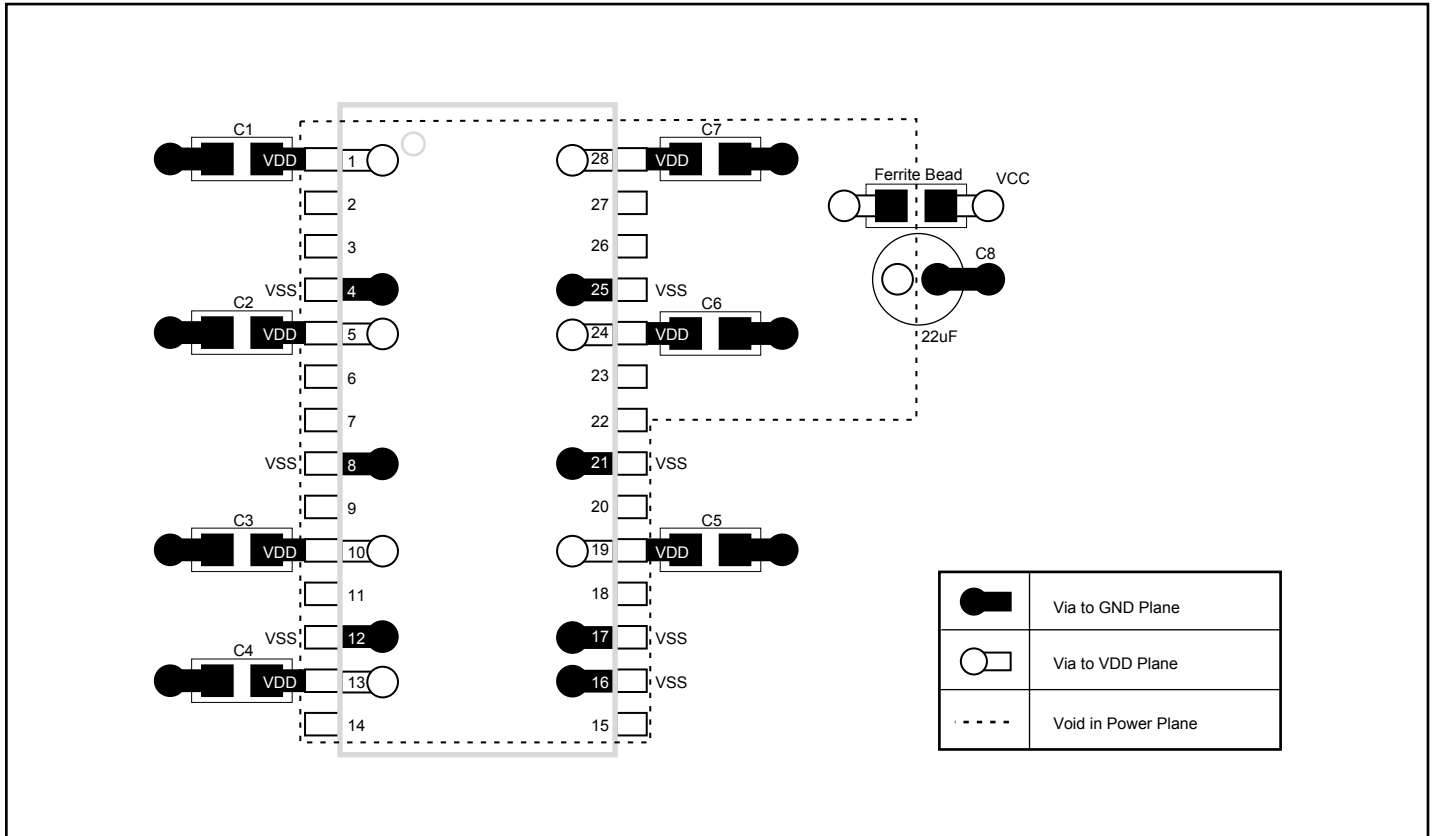 C1
C7
VDD
1
28
VDD
Ferrite Bead
VCC
2
27
3
26
VSS
4
25
VSS
C8
C2
C6
VDD
5
24
VDD
22uF
6
23
7
22
VSS
8
21
VSS
9
20
C3
C5
VDD
10
19
VDD
11
18
VSS
12
17
VSS
C4
VDD
13
16
VSS
14
15
Via to GND Plane
Via to VDD Plane
Void in Power Plane